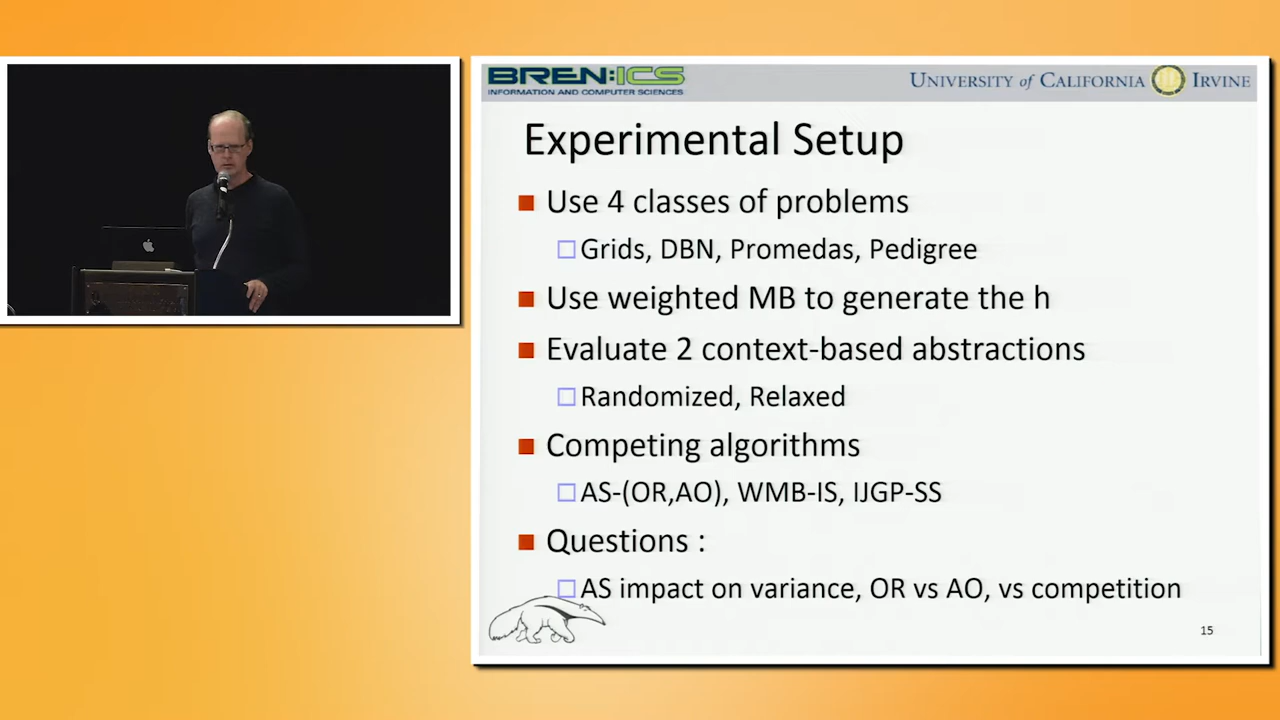 BREN:ICS
INFORMATION AND COMPUTER SCIENCES
UNIVERSITY of CALIFORNIA IRVINE
Experimental Setup
Use 4 classes of problems
Grids, DBN, Promedas, Pedigree
Use weighted MB to generate the h
Evaluate 2 context-based abstractions
Randomized, Relaxed
Competing algorithms
AS-(OR,AO), WMB-IS, IJGP-SS
Questions :
AS impact on variance, OR vs AO, vs competition
15